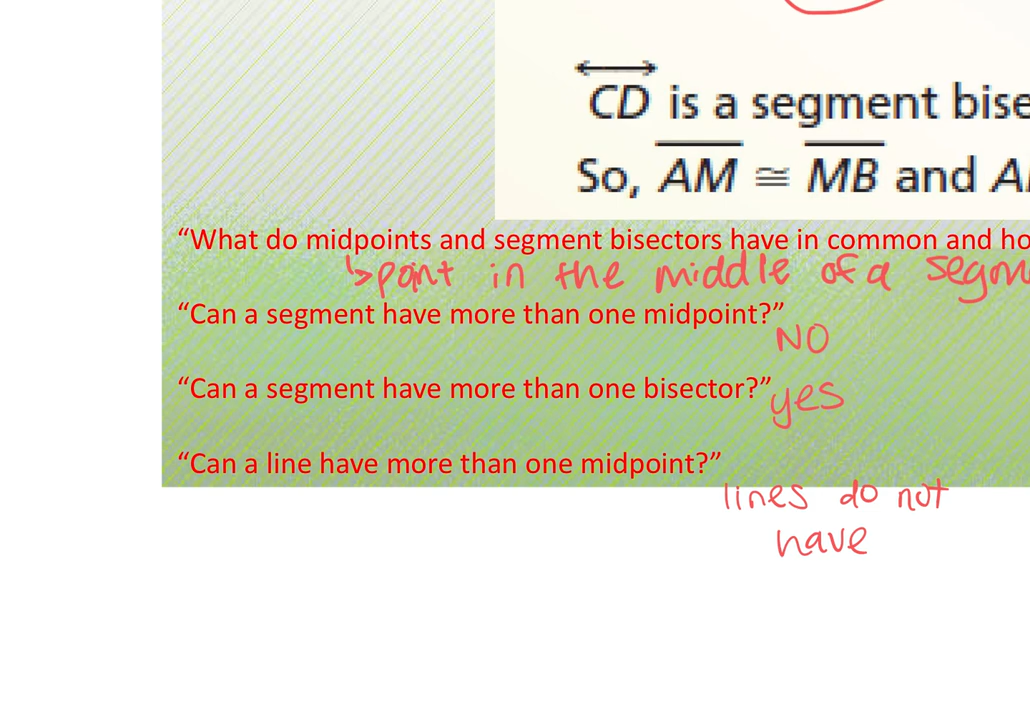 CD is a segment bise
So, AM ≅ MB and A
“What do midpoints and segment bisectors have in common and ho
↳ point in the middle of a segm
“Can a segment have more than one midpoint?”
NO
“Can a segment have more than one bisector?”
yes
“Can a line have more than one midpoint?”
lines do not
have